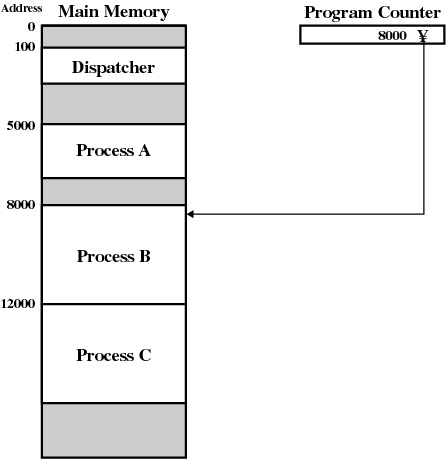 Address
Main Memory
Program Counter
0
8000 ¥
100
Dispatcher
5000
Process A
8000
Process B
12000
Process C